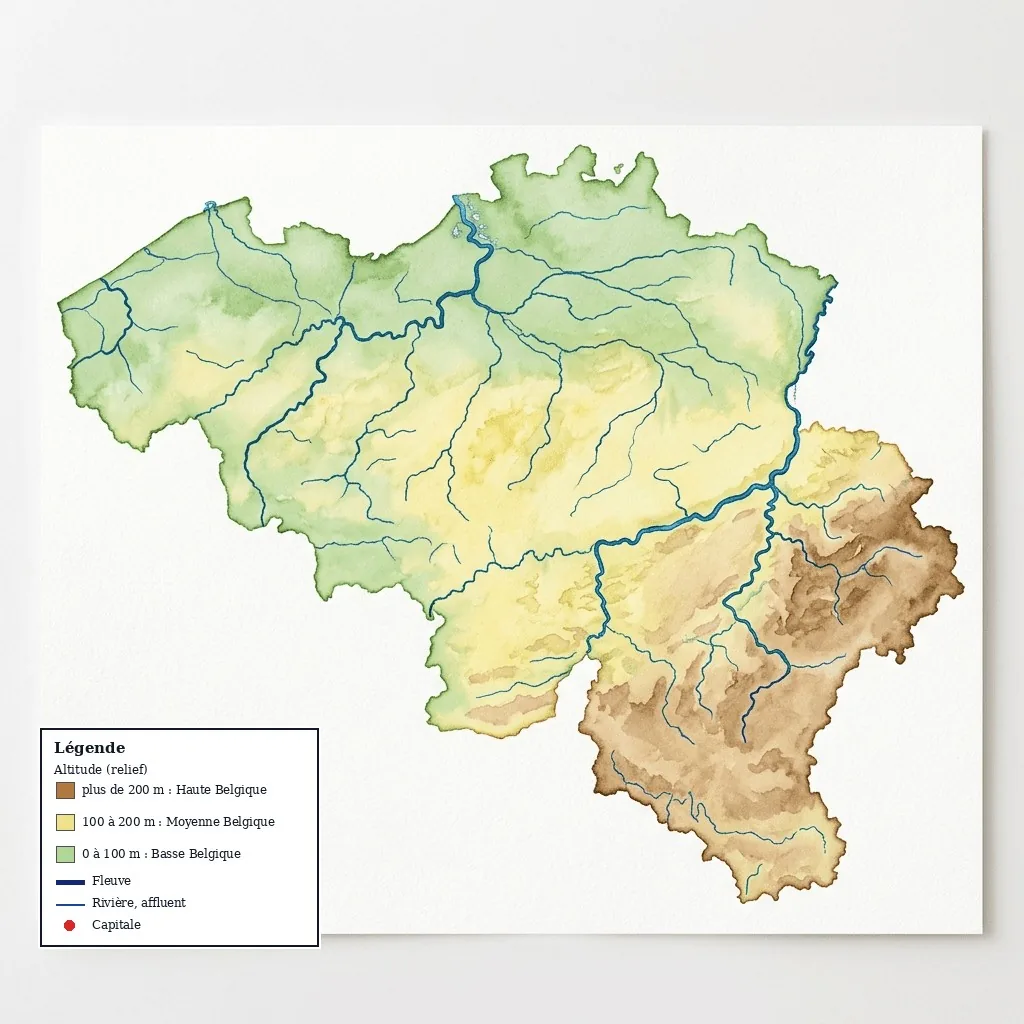 Légende
Altitude (relief)
plus de 200 m : Haute Belgique
100 à 200 m : Moyenne Belgique
0 à 100 m : Basse Belgique
Fleuve
Rivière, affluent
Capitale